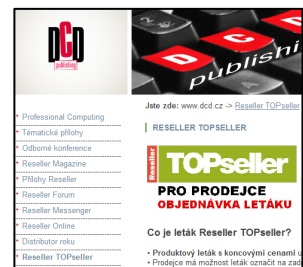 DCD
publishing
D C D
publishi
Jste zde: www.dcd.cz -> Reseller TOPseller
Professional Computing
Tématické přílohy
Odborné konference
Reseller Magazine
Přílohy Reseller
Reseller Forum
Reseller Messenger
Reseller Online
Distributor roku
Reseller TOPseller
RESELLER TOPSELLER
Reseller
TOPseller
PRO PRODEJCE
OBJEDNÁVKA LETÁKU
Co je leták Reseller TOPseller?
• Produktový leták s koncovými cenami u
• Prodejce má možnost leták označit na zad